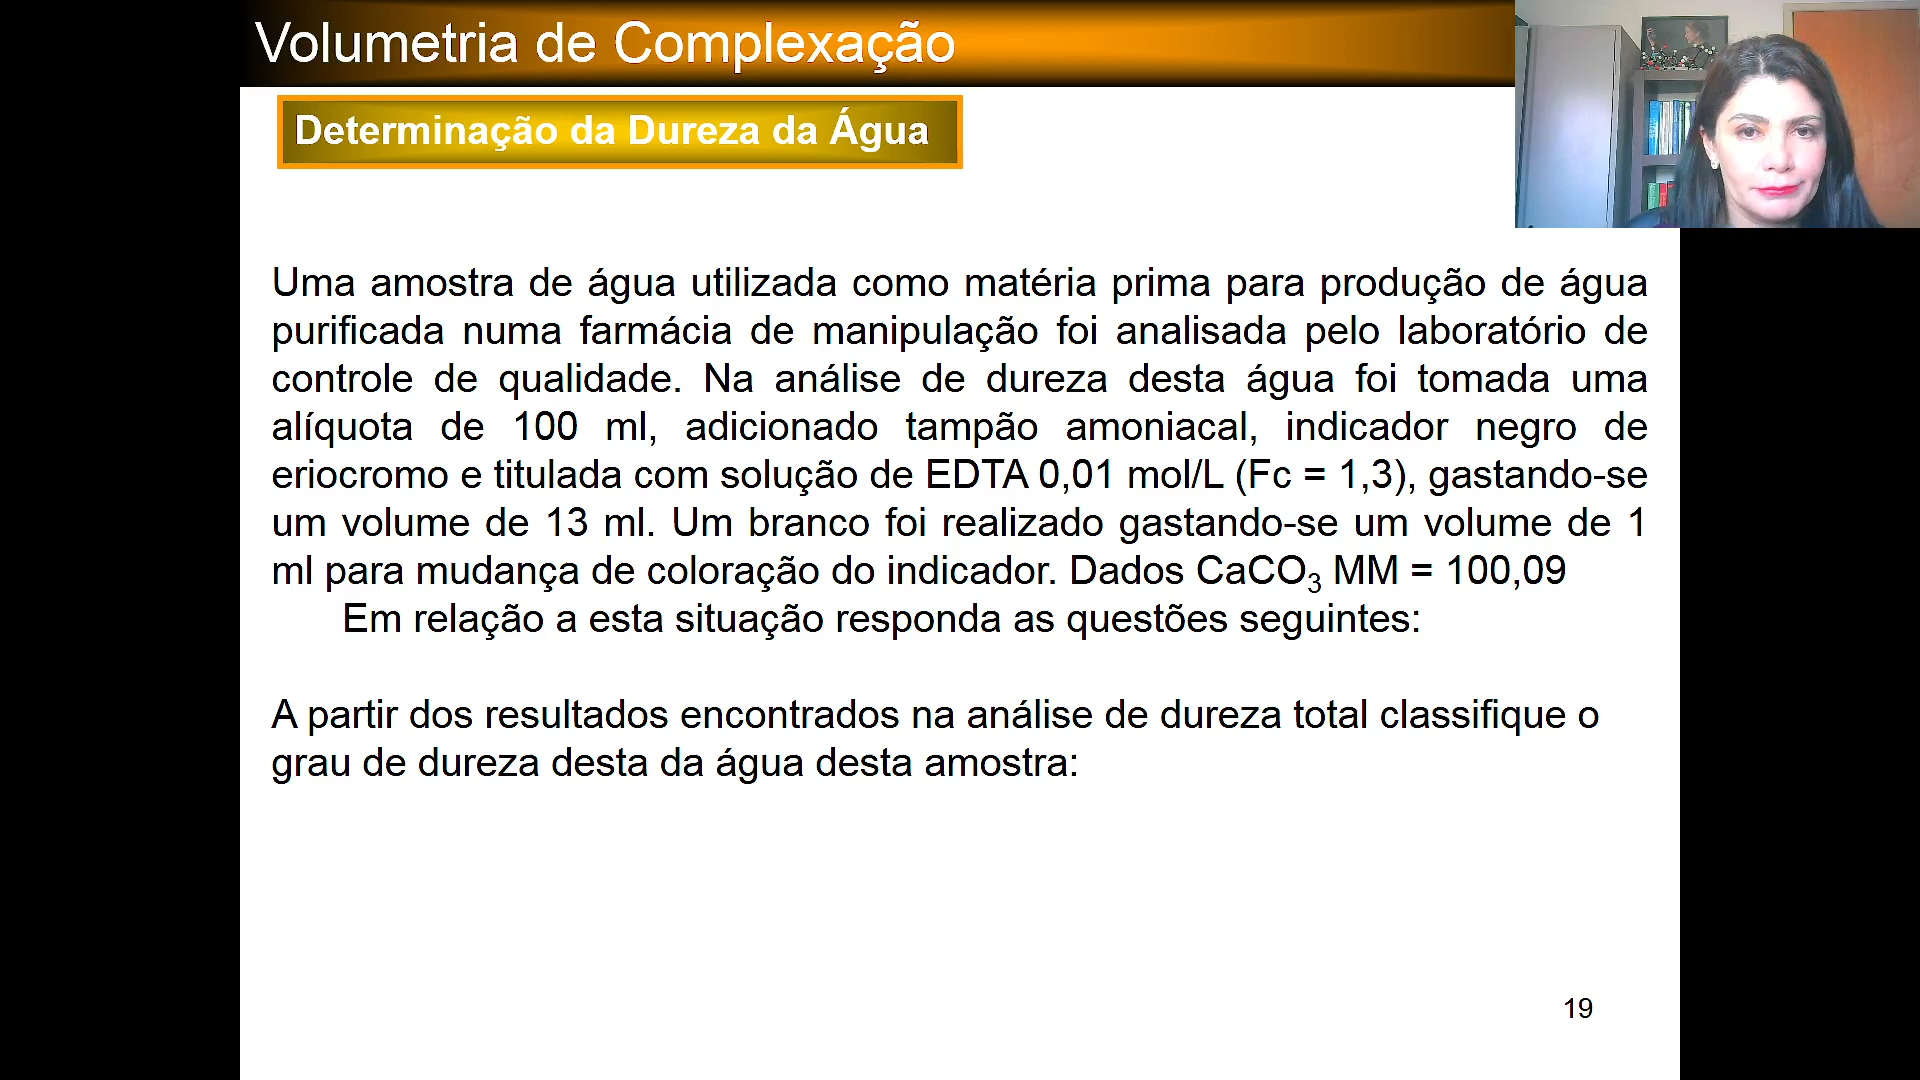 Volumetria de Complexação
Determinação da Dureza da Água
Uma amostra de água utilizada como matéria prima para produção de água
purificada numa farmácia de manipulação foi analisada pelo laboratório de
controle de qualidade. Na análise de dureza desta água foi tomada uma
alíquota de 100 ml, adicionado tampão amoniacal, indicador negro de
eriocromo e titulada com solução de EDTA 0,01 mol/L (Fc = 1,3), gastando-se
um volume de 13 ml. Um branco foi realizado gastando-se um volume de 1
ml para mudança de coloração do indicador. Dados CaCO₃ MM = 100,09
Em relação a esta situação responda as questões seguintes:
A partir dos resultados encontrados na análise de dureza total classifique o
grau de dureza desta da água desta amostra:
19